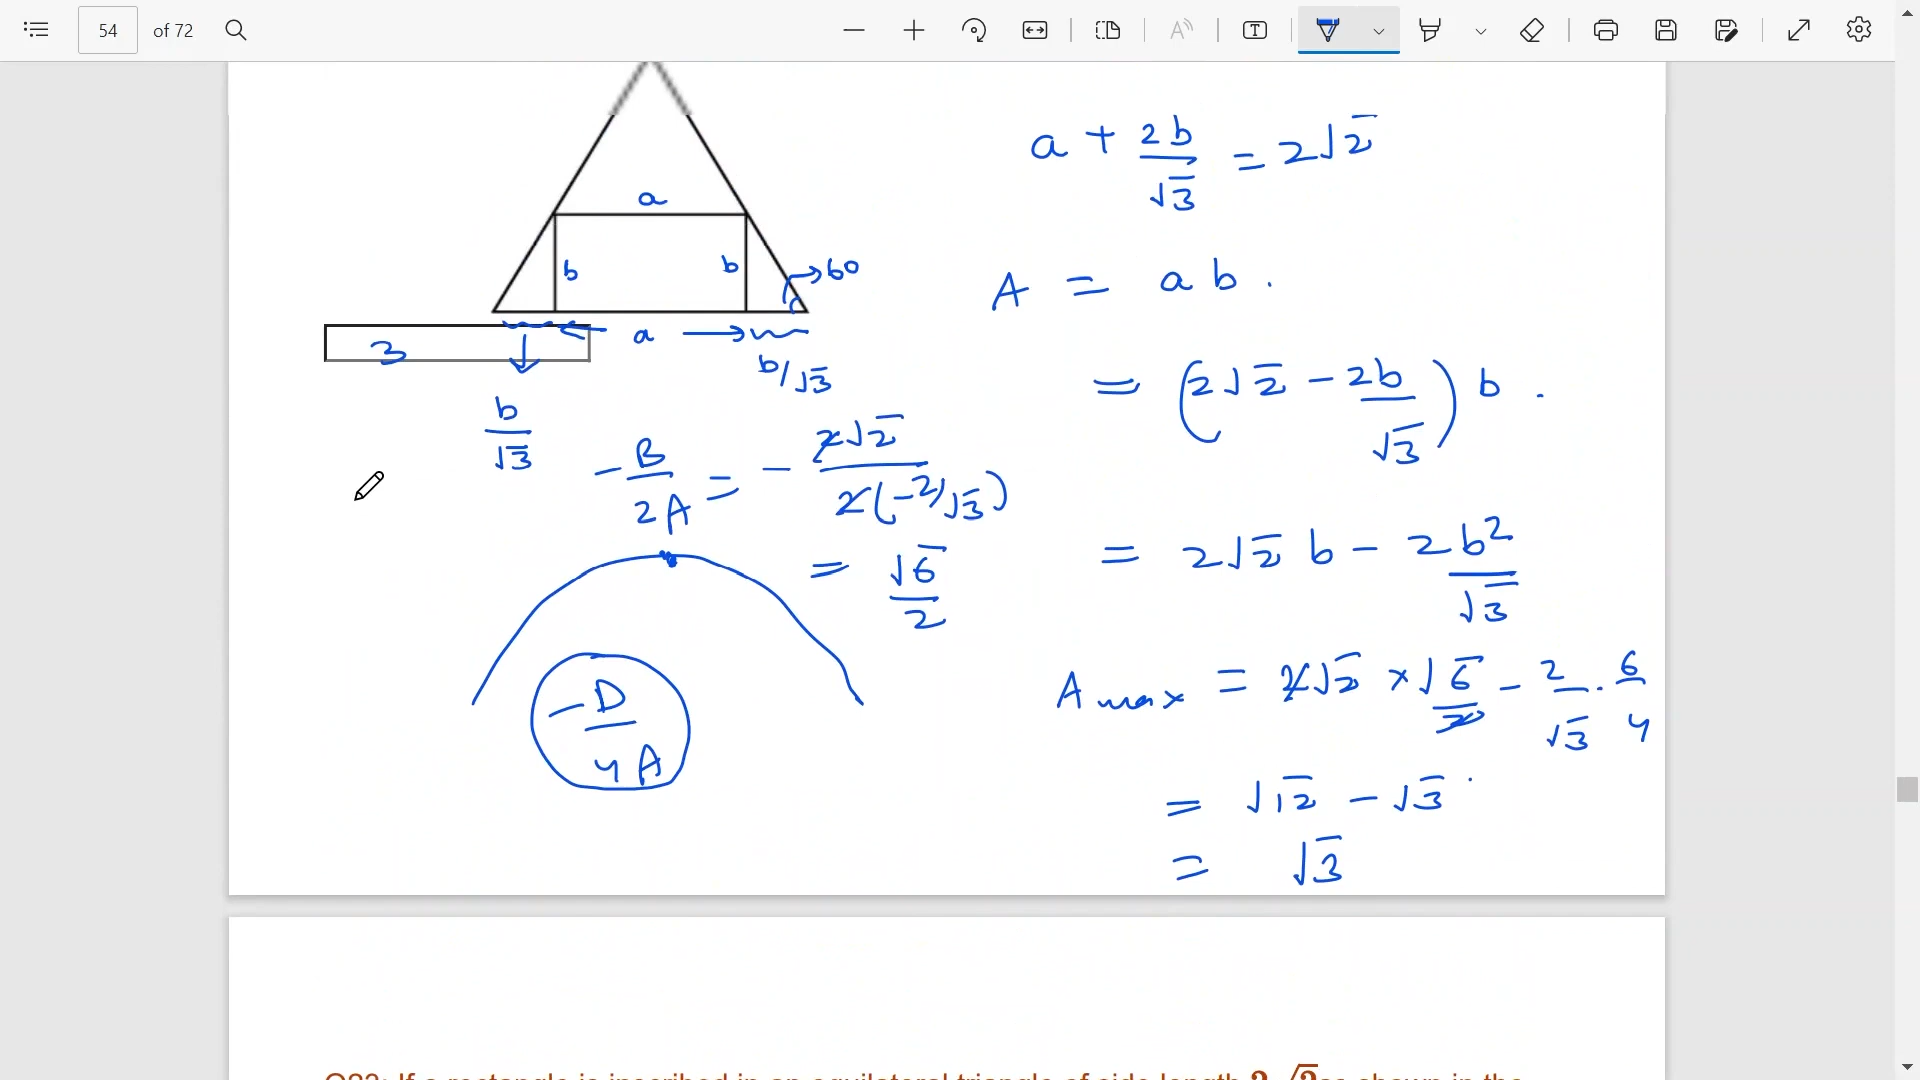 54 of 72
a + 2b/√3 = 2√2
a
b b →60
A = ab.
← a →
3
b/√3
b/√3
= (2√2 - 2b/√3) b .
-B/2A = - 2√2/2(-2/√3)
= √6/2
= 2√2 b - 2b²/√3
-D/4A
A max = 2√2 × √6/2 - 2/√3 . 6/4
= √12 - √3
= √3